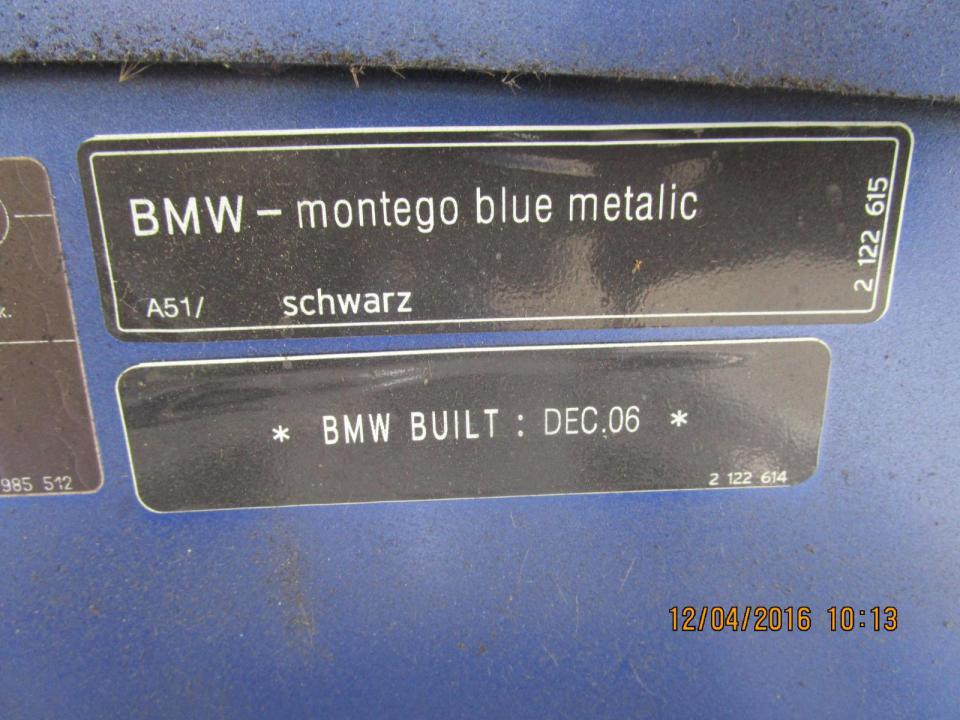 BMW – montego blue metalic
A51/ schwarz
2 122 615
* BMW BUILT : DEC.06 *
2 122 614
k.
985 512
12/04/2016 10:13